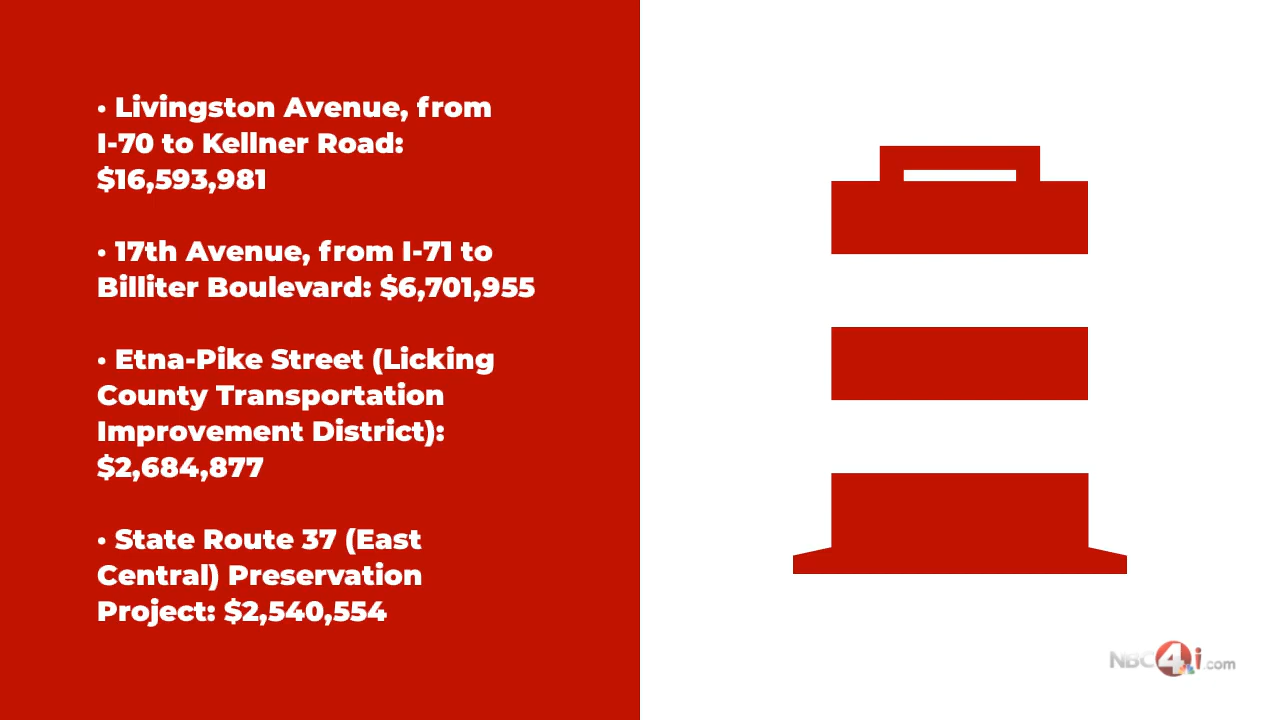 • Livingston Avenue, from
I-70 to Kellner Road:
$16,593,981
• 17th Avenue, from I-71 to
Billiter Boulevard: $6,701,955
• Etna-Pike Street (Licking
County Transportation
Improvement District):
$2,684,877
• State Route 37 (East
Central) Preservation
Project: $2,540,554
NBC4i.com